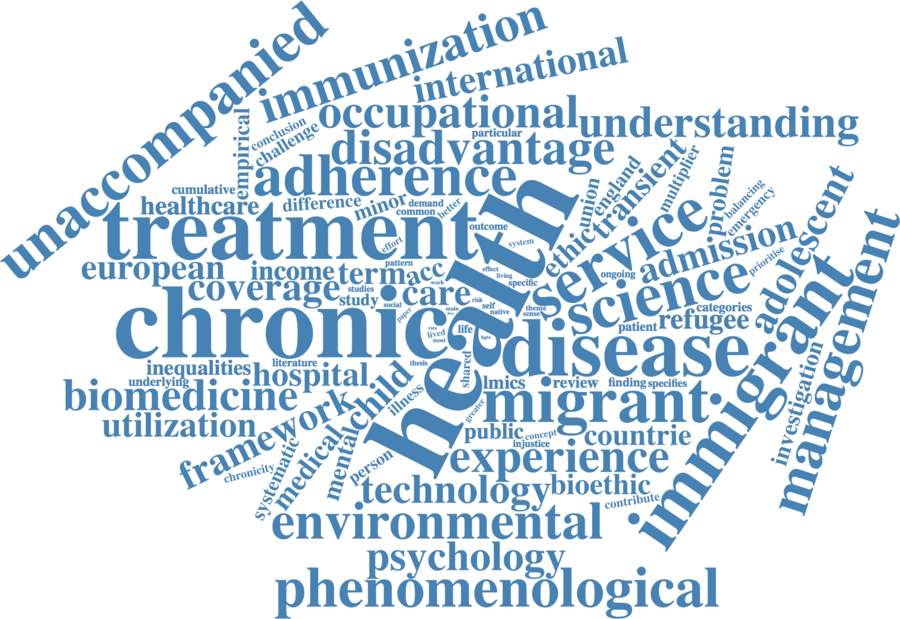 unaccompanied
immunization
international
occupational
understanding
empirical
conclusion
challenge
particular
disadvantage
adherence
cumulative
healthcare
difference
minor
demand
common
better
treatment
effort
outcome
system
health
union
england
transient
multiplier
problem
balancing
emergency
ethic
service
admission
prioritise
adolescent
european
income
term
acc
pattern
work
effect
living
specific
ongoing
coverage
studies
study
social
care
risk
self
native
theme
sense
science
categories
patient
refugee
immigrant
management
chronic
paper
main
life
lived
most
light
disease
inequalities
literature
thesis
shared
underlying
hospital
lmics
review
finding
specifies
investigation
biomedicine
child
illness
greater
migrant
utilization
framework
public
concept
injustice
countrie
chronicity
systematic
medical
mental
person
experience
technology
bioethic
contribute
environmental
psychology
phenomenological